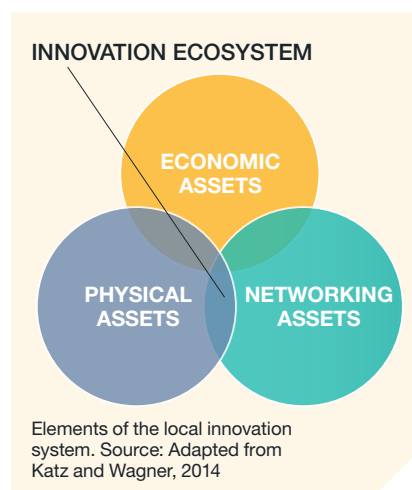 INNOVATION ECOSYSTEM
ECONOMIC
ASSETS
PHYSICAL
ASSETS
NETWORKING
ASSETS
Elements of the local innovation
system. Source: Adapted from
Katz and Wagner, 2014